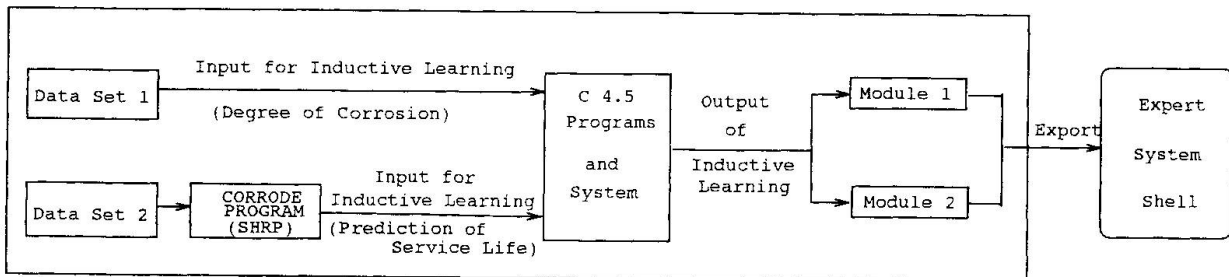 Input for Inductive Learning
Data Set 1
(Degree of Corrosion)
Data Set 2
CORRODE
PROGRAM
(SHRP)
Input for
Inductive Learning
(Prediction of
Service Life)
C 4.5
Programs
and
System
Output
of
Inductive
Learning
Module 1
Module 2
Export
Expert
System
Shell